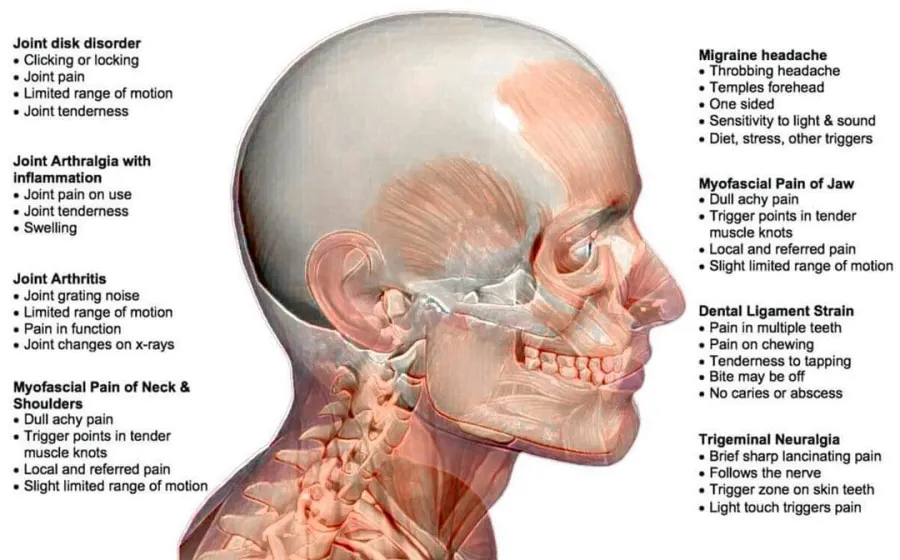 Joint disk disorder
• Clicking or locking
• Joint pain
• Limited range of motion
• Joint tenderness
Joint Arthralgia with
inflammation
• Joint pain on use
• Joint tenderness
• Swelling
Joint Arthritis
• Joint grating noise
• Limited range of motion
• Pain in function
• Joint changes on x-rays
Myofascial Pain of Neck &
Shoulders
• Dull achy pain
• Trigger points in tender
muscle knots
• Local and referred pain
• Slight limited range of motion
Migraine headache
• Throbbing headache
• Temples forehead
• One sided
• Sensitivity to light & sound
• Diet, stress, other triggers
Myofascial Pain of Jaw
• Dull achy pain
• Trigger points in tender
muscle knots
• Local and referred pain
• Slight limited range of motion
Dental Ligament Strain
• Pain in multiple teeth
• Pain on chewing
• Tenderness to tapping
• Bite may be off
• No caries or abscess
Trigeminal Neuralgia
• Brief sharp lancinating pain
• Follows the nerve
• Trigger zone on skin teeth
• Light touch triggers pain